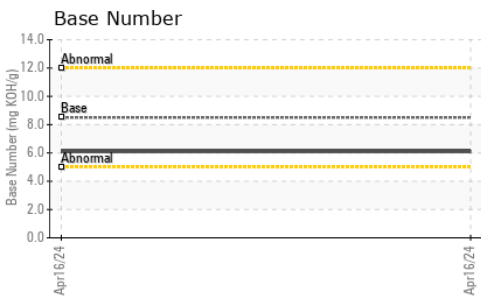 Base Number
Base Number (mg KOH/g)
14.0
12.0
10.0
8.0
6.0
4.0
2.0
0.0
Abnormal
Base
Abnormal
Apr16/24
Apr16/24